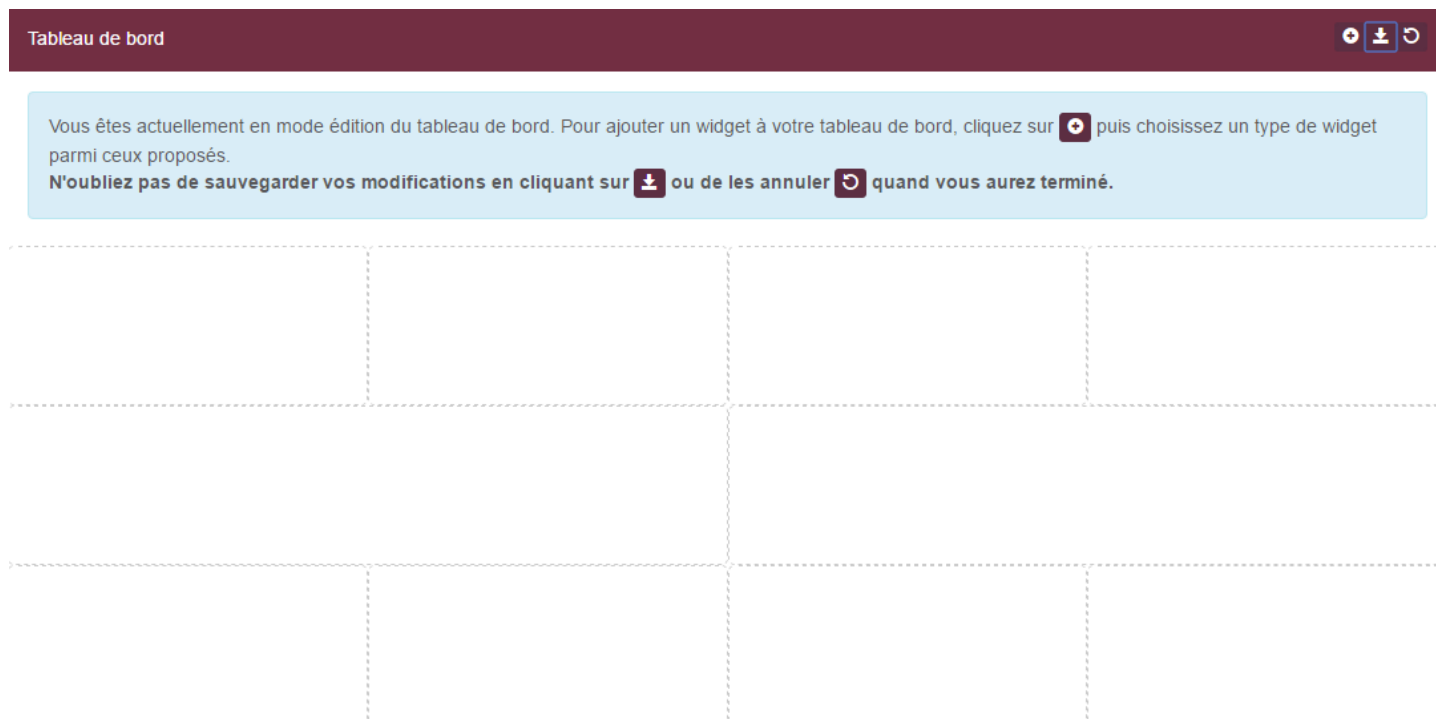 Tableau de bord
Vous êtes actuellement en mode édition du tableau de bord. Pour ajouter un widget à votre tableau de bord, cliquez sur puis choisissez un type de widget
parmi ceux proposés.
N'oubliez pas de sauvegarder vos modifications en cliquant sur ou de les annuler quand vous aurez terminé.